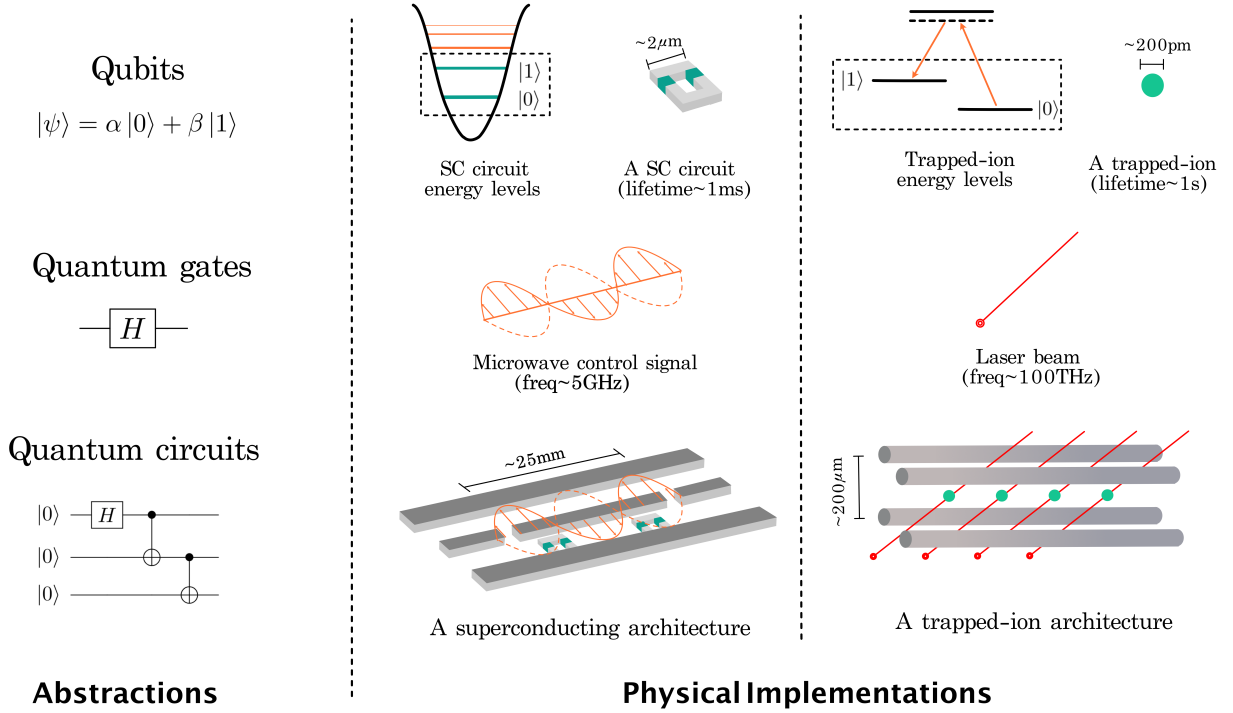 Qubits
|ψ⟩ = α |0⟩ + β |1⟩
|1⟩
|0⟩
SC circuit
energy levels
~2μm
A SC circuit
(lifetime~1ms)
|1⟩
|0⟩
Trapped-ion
energy levels
~200pm
A trapped-ion
(lifetime~1s)
Quantum gates
H
Microwave control signal
(freq~5GHz)
Laser beam
(freq~100THz)
Quantum circuits
|0⟩ H
|0⟩
|0⟩
~25mm
A superconducting architecture
~200μm
A trapped-ion architecture
Abstractions
Physical Implementations